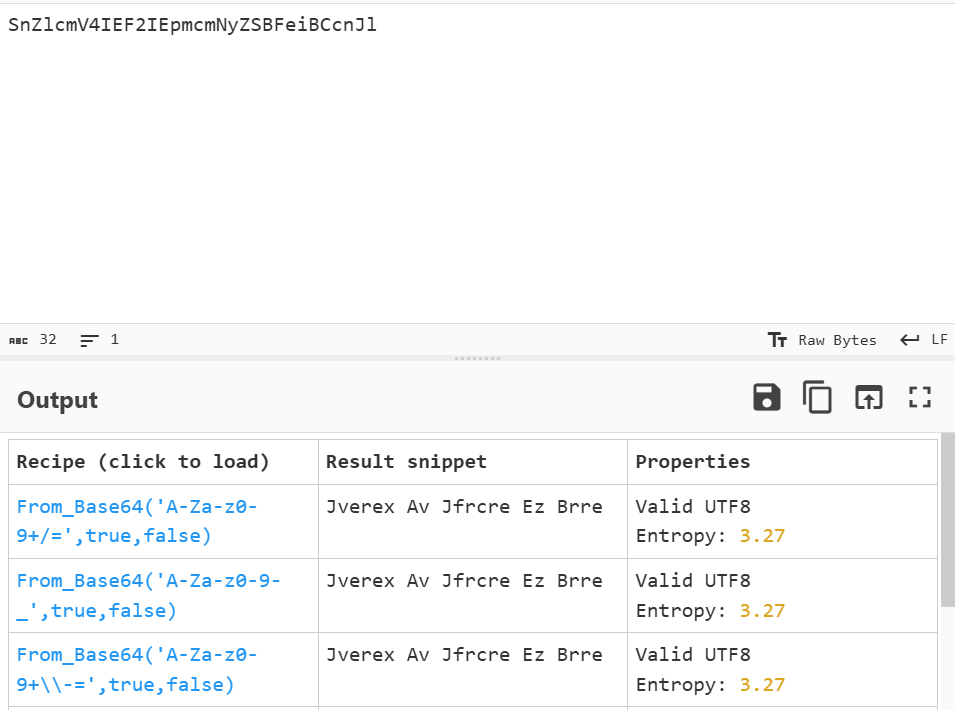 SnZlcmV4IEF2IEpmcmNyZSBFeiBCcnJl
ABC 32 1 Tт Raw Bytes LF
Output
Recipe (click to load) Result snippet Properties
From_Base64('A-Za-z0- Jverex Av Jfrcre Ez Brre Valid UTF8
9+/=',true,false) Entropy: 3.27
From_Base64('A-Za-z0-9- Jverex Av Jfrcre Ez Brre Valid UTF8
_',true,false) Entropy: 3.27
From_Base64('A-Za-z0- Jverex Av Jfrcre Ez Brre Valid UTF8
9+\\-=',true,false) Entropy: 3.27